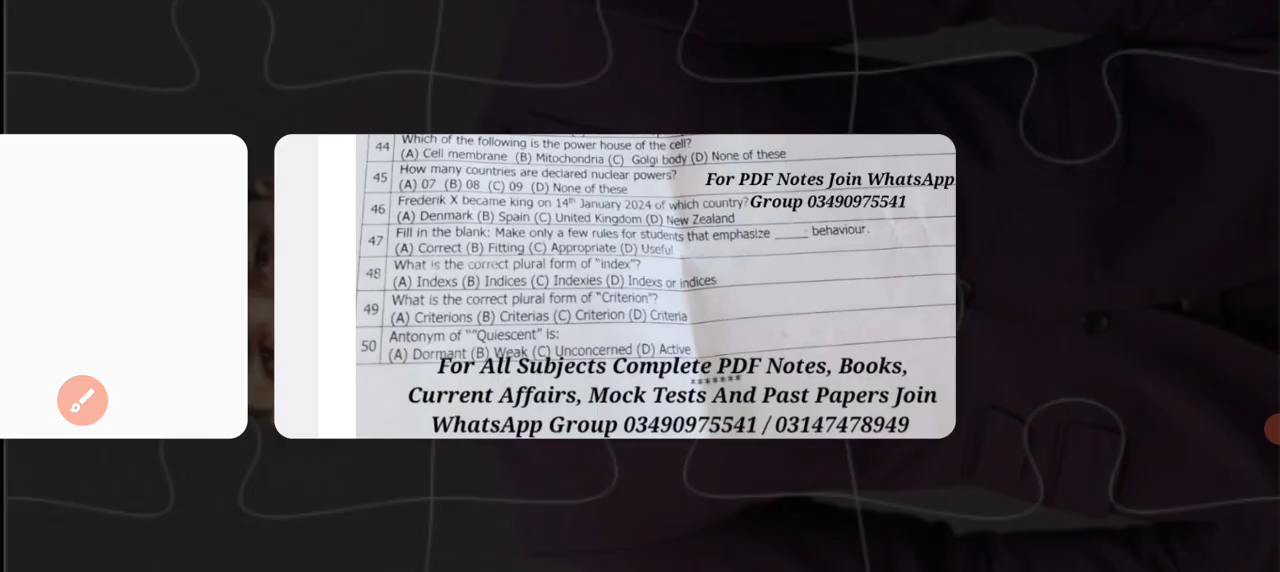 44 Which of the following is the power house of the cell?
(A) Cell membrane (B) Mitochondria (C) Golgi body (D) None of these
45 How many countries are declared nuclear powers?
(A) 07 (B) 08 (C) 09 (D) None of these
For PDF Notes Join WhatsApp
Group 03490975541
46 Frederik X became king on 14th January 2024 of which country?
(A) Denmark (B) Spain (C) United Kingdom (D) New Zealand
47 Fill in the blank: Make only a few rules for students that emphasize _____ behaviour.
(A) Correct (B) Fitting (C) Appropriate (D) Useful
48 What is the correct plural form of "index"?
(A) Indexs (B) Indices (C) Indexies (D) Indexs or indices
49 What is the correct plural form of "Criterion"?
(A) Criterions (B) Criterias (C) Criterion (D) Criteria
50 Antonym of ""Quiescent" is:
(A) Dormant (B) Weak (C) Unconcerned (D) Active
*******
For All Subjects Complete PDF Notes, Books,
Current Affairs, Mock Tests And Past Papers Join
WhatsApp Group 03490975541 / 03147478949